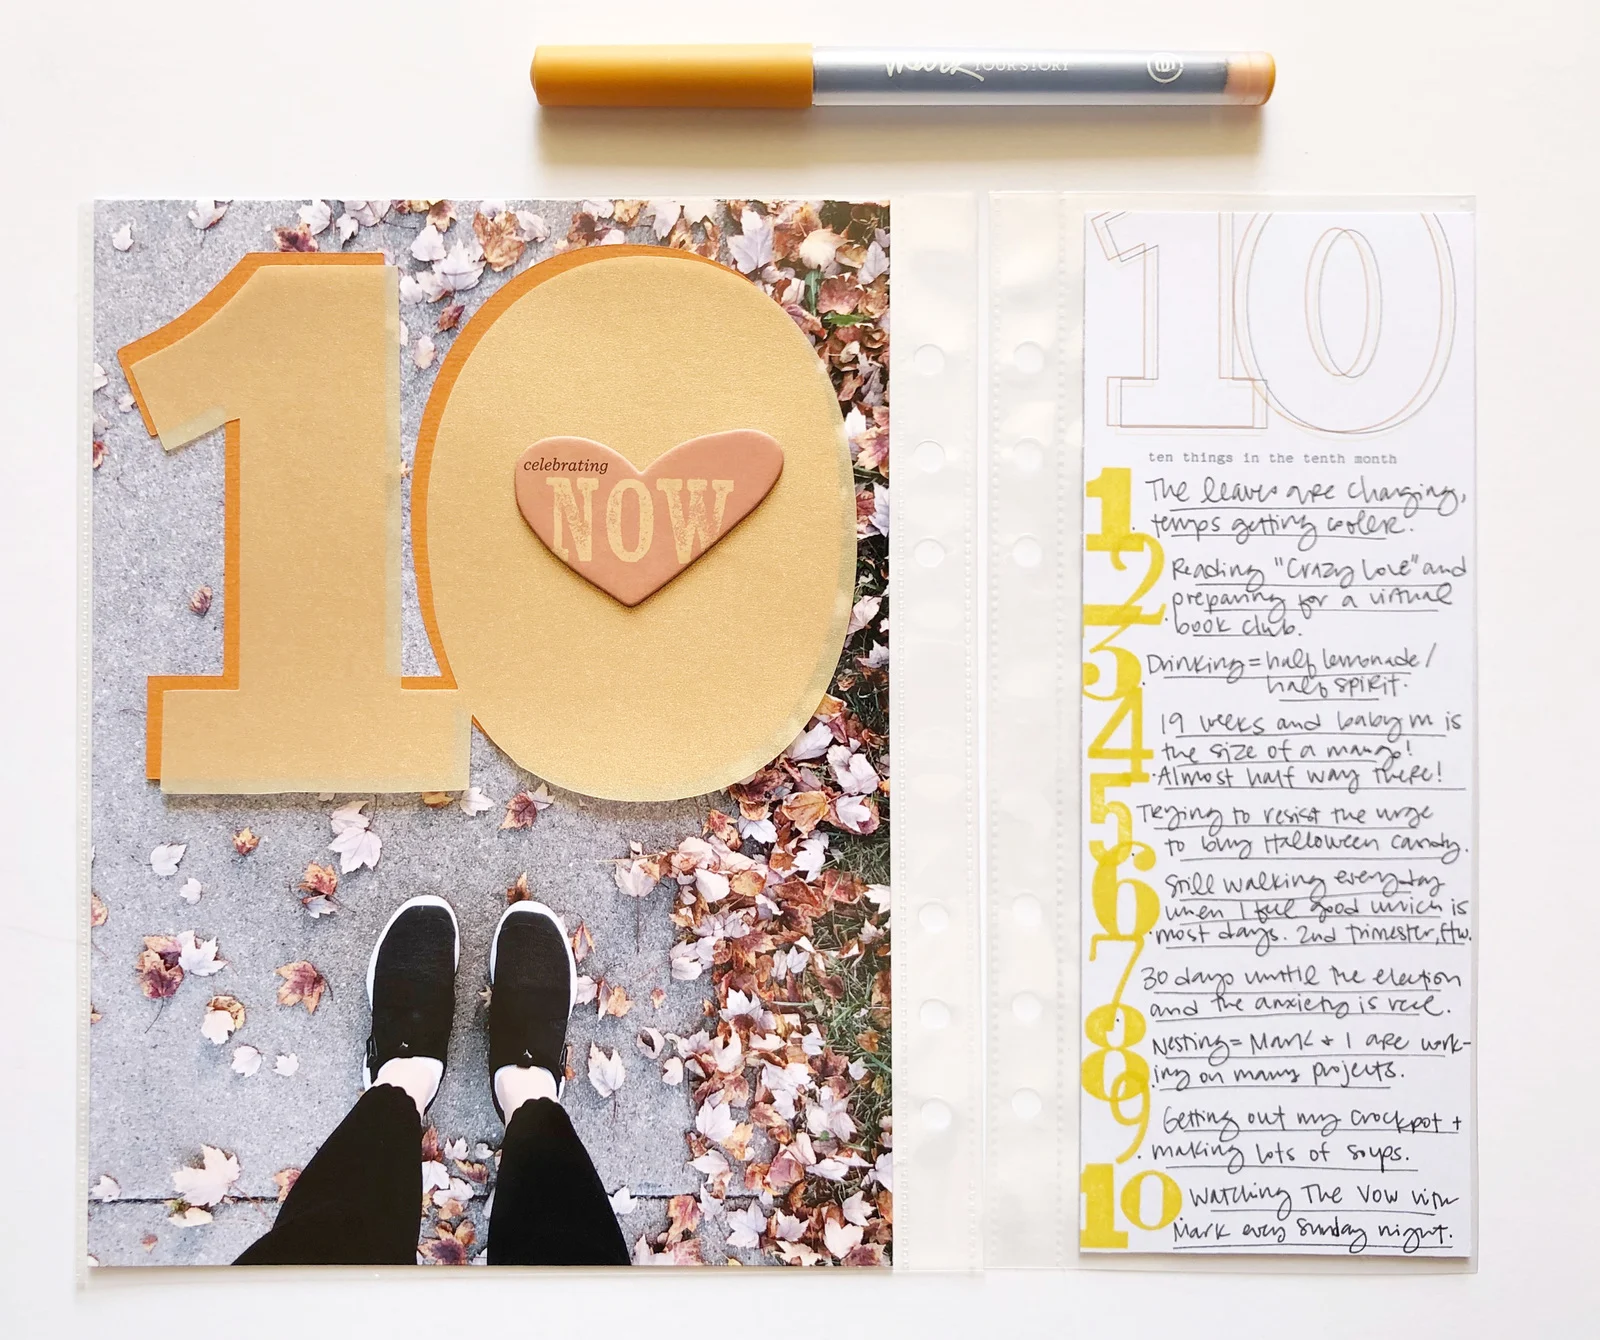 mark YOUR STORY
10
celebrating
NOW
10
ten things in the tenth month
1. The leaves are changing,
temps getting cooler.
2. Reading "Crazy Love" and
preparing for a virtual
book club.
3. Drinking = half lemonade /
half spirit.
4. 19 weeks and baby m is
the size of a mango!
Almost half way there!
5. Trying to resist the urge
to buy Halloween candy.
6. Still walking everyday
when I feel good which is
most days. 2nd trimester, ftw.
7. 30 days until the election
and the anxiety is real.
8. Nesting = Mark + I are work-
ing on many projects.
9. Getting out my crockpot +
making lots of soups.
10 Watching The Vow with
Mark every Sunday night.